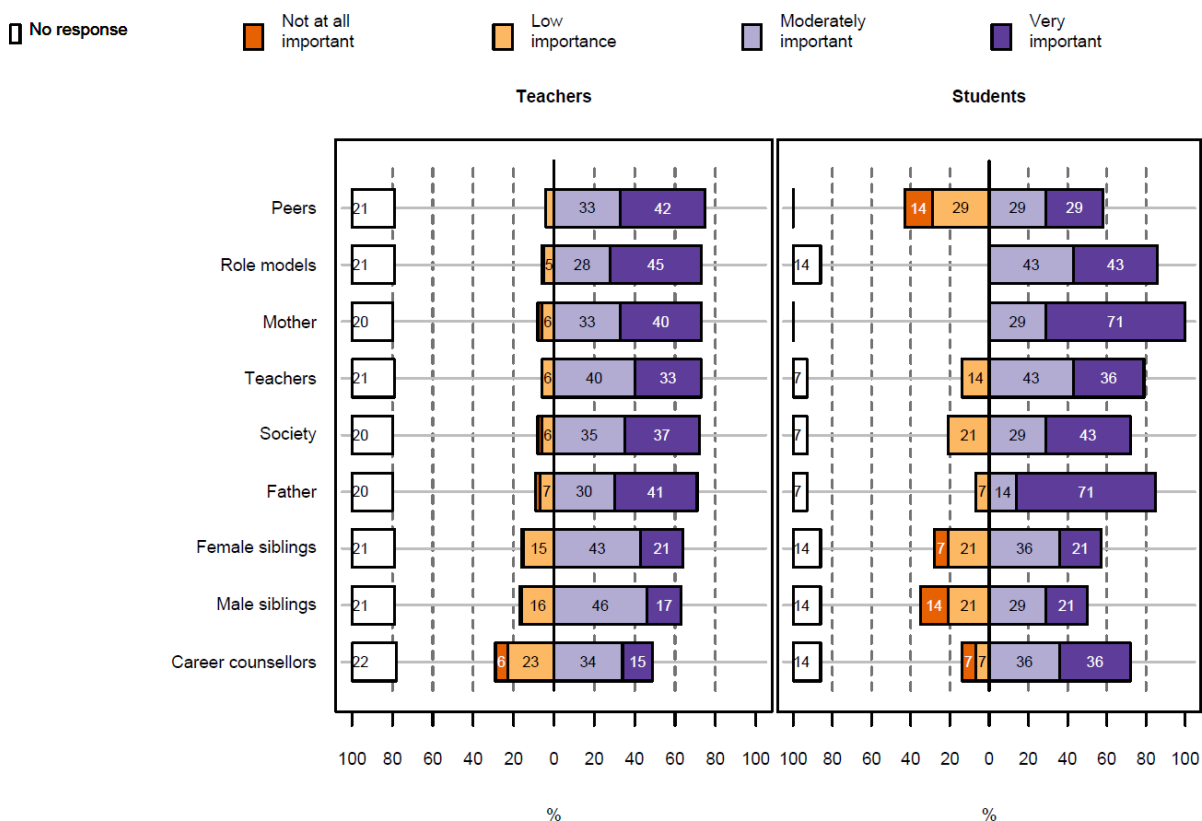 No response
Not at all
important
Low
importance
Moderately
important
Very
important
Teachers
Students
Peers
21 33 42
14 29 29 29
Role models
21 5 28 45
14 43 43
Mother
20 6 33 40
29 71
Teachers
21 6 40 33
7 14 43 36
Society
20 6 35 37
7 21 29 43
Father
20 7 30 41
7 7 14 71
Female siblings
21 15 43 21
14 7 21 36 21
Male siblings
21 16 46 17
14 14 21 29 21
Career counsellors
22 6 23 34 15
14 7 7 36 36
100 80 60 40 20 0 20 40 60 80 100
100 80 60 40 20 0 20 40 60 80 100
%
%